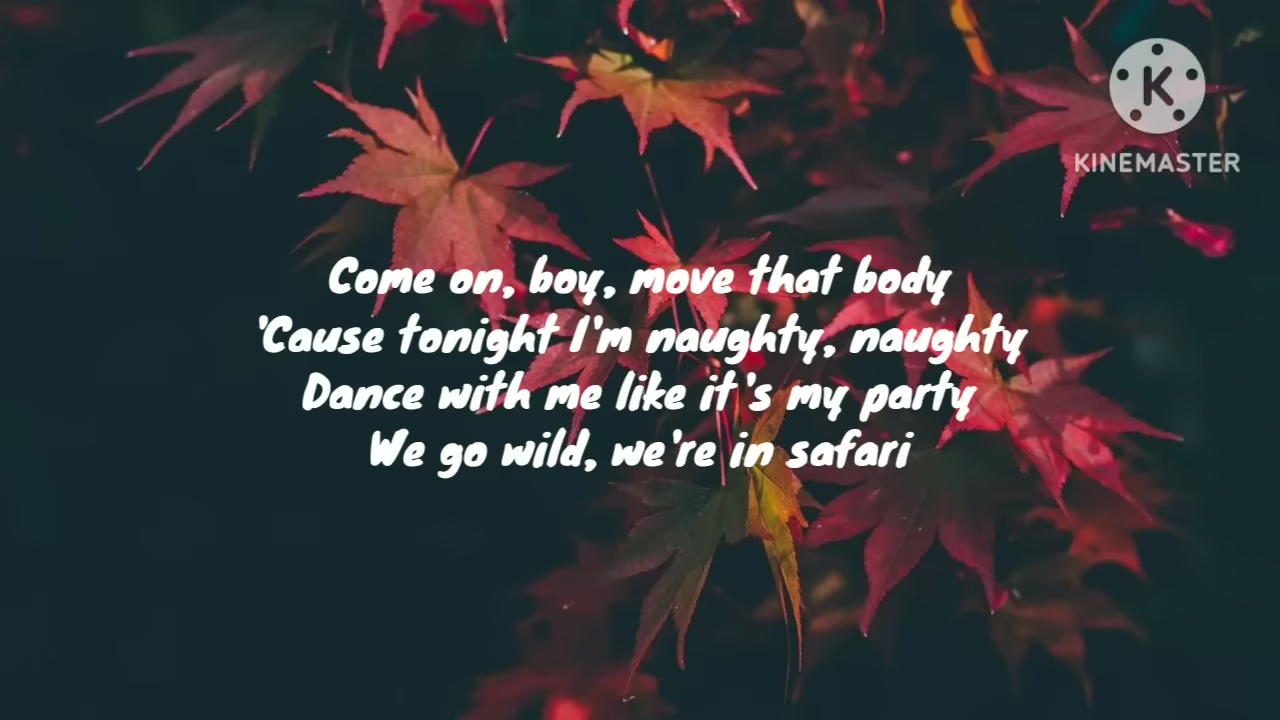 K
KINEMASTER
Come on, boy, move that body
'Cause tonight I'm naughty, naughty
Dance with me like it's my party
We go wild, we're in safari